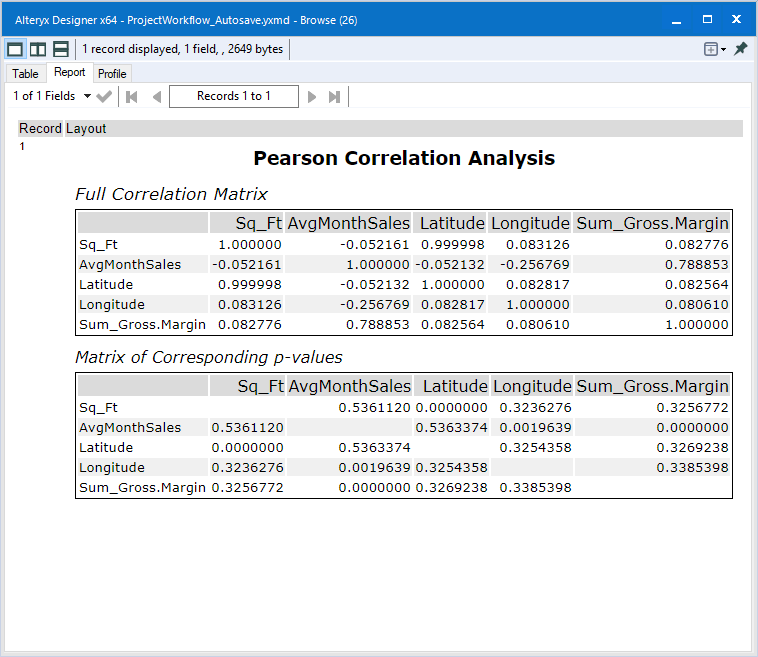 Alteryx Designer x64 - ProjectWorkflow_Autosave.yxmd - Browse (26)
1 record displayed, 1 field, , 2649 bytes
Table Report Profile
1 of 1 Fields Records 1 to 1
Record Layout
1
Pearson Correlation Analysis
Full Correlation Matrix
Sq_Ft AvgMonthSales Latitude Longitude Sum_Gross.Margin
Sq_Ft 1.000000 -0.052161 0.999998 0.083126 0.082776
AvgMonthSales -0.052161 1.000000 -0.052132 -0.256769 0.788853
Latitude 0.999998 -0.052132 1.000000 0.082817 0.082564
Longitude 0.083126 -0.256769 0.082817 1.000000 0.080610
Sum_Gross.Margin 0.082776 0.788853 0.082564 0.080610 1.000000
Matrix of Corresponding p-values
Sq_Ft AvgMonthSales Latitude Longitude Sum_Gross.Margin
Sq_Ft 0.5361120 0.0000000 0.3236276 0.3256772
AvgMonthSales 0.5361120 0.5363374 0.0019639 0.0000000
Latitude 0.0000000 0.5363374 0.3254358 0.3269238
Longitude 0.3236276 0.0019639 0.3254358 0.3385398
Sum_Gross.Margin 0.3256772 0.0000000 0.3269238 0.3385398